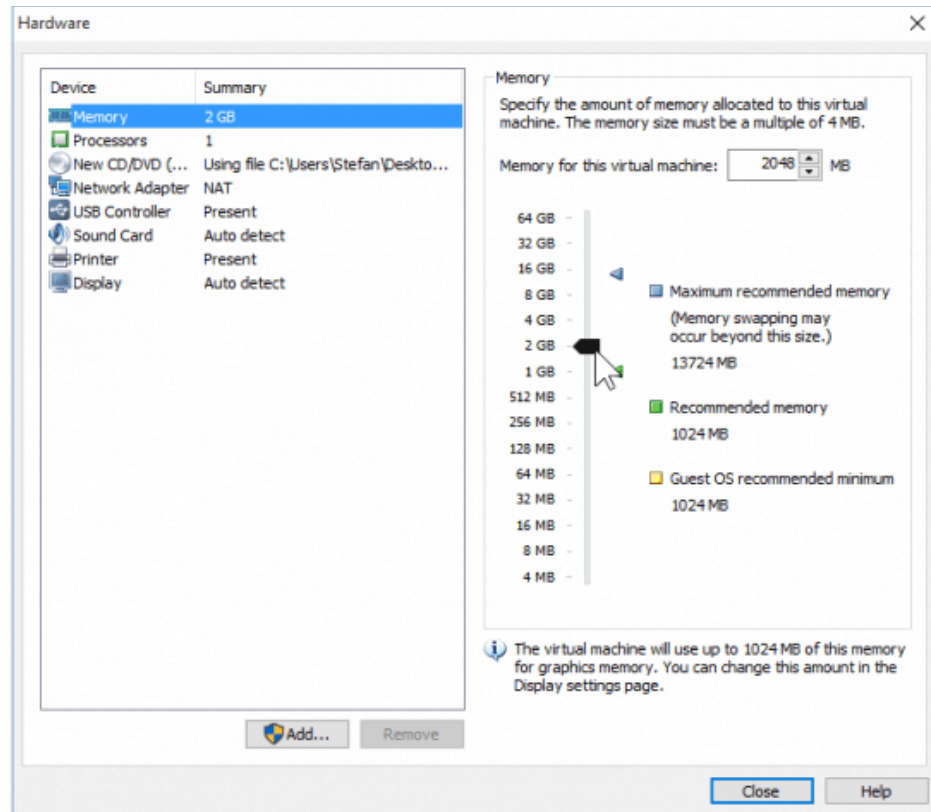 Hardware
Device Summary
Memory 2 GB
Processors 1
New CD/DVD (... Using file C:\Users\Stefan\Deskto...
Network Adapter NAT
USB Controller Present
Sound Card Auto detect
Printer Present
Display Auto detect
Add... Remove
Memory
Specify the amount of memory allocated to this virtual
machine. The memory size must be a multiple of 4 MB.
Memory for this virtual machine: 2048 MB
64 GB
32 GB
16 GB
8 GB
4 GB
2 GB
1 GB
512 MB
256 MB
128 MB
64 MB
32 MB
16 MB
8 MB
4 MB
Maximum recommended memory
(Memory swapping may
occur beyond this size.)
13724 MB
Recommended memory
1024 MB
Guest OS recommended minimum
1024 MB
The virtual machine will use up to 1024 MB of this memory
for graphics memory. You can change this amount in the
Display settings page.
Close Help